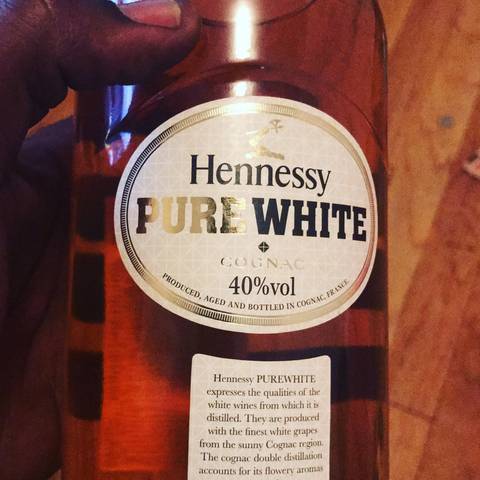 Hennessy
PURE WHITE
COGNAC
40%vol
PRODUCED, AGED AND BOTTLED IN COGNAC, FRANCE
Hennessy PUREWHITE
expresses the qualities of the
white wines from which it is
distilled. They are produced
with the finest white grapes
from the sunny Cognac region.
The cognac double distillation
accounts for its flowery aromas